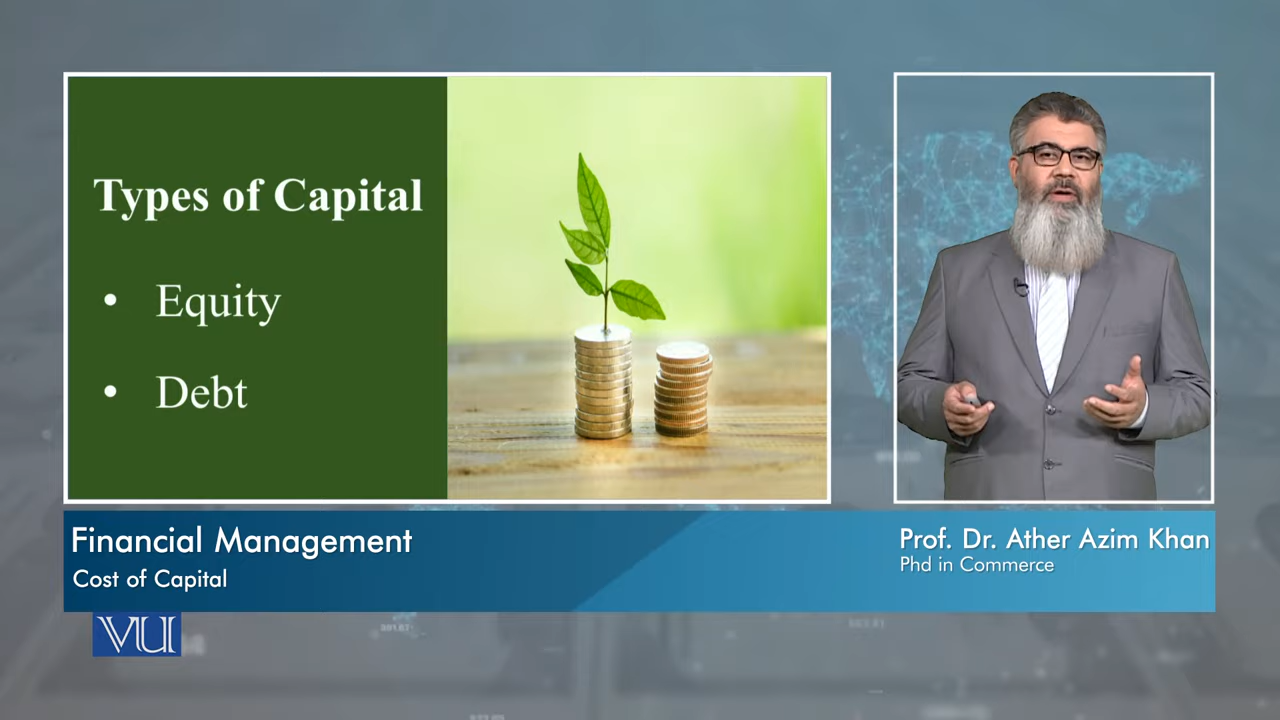 Types of Capital
• Equity
• Debt
Financial Management
Cost of Capital
Prof. Dr. Ather Azim Khan
Phd in Commerce
VU